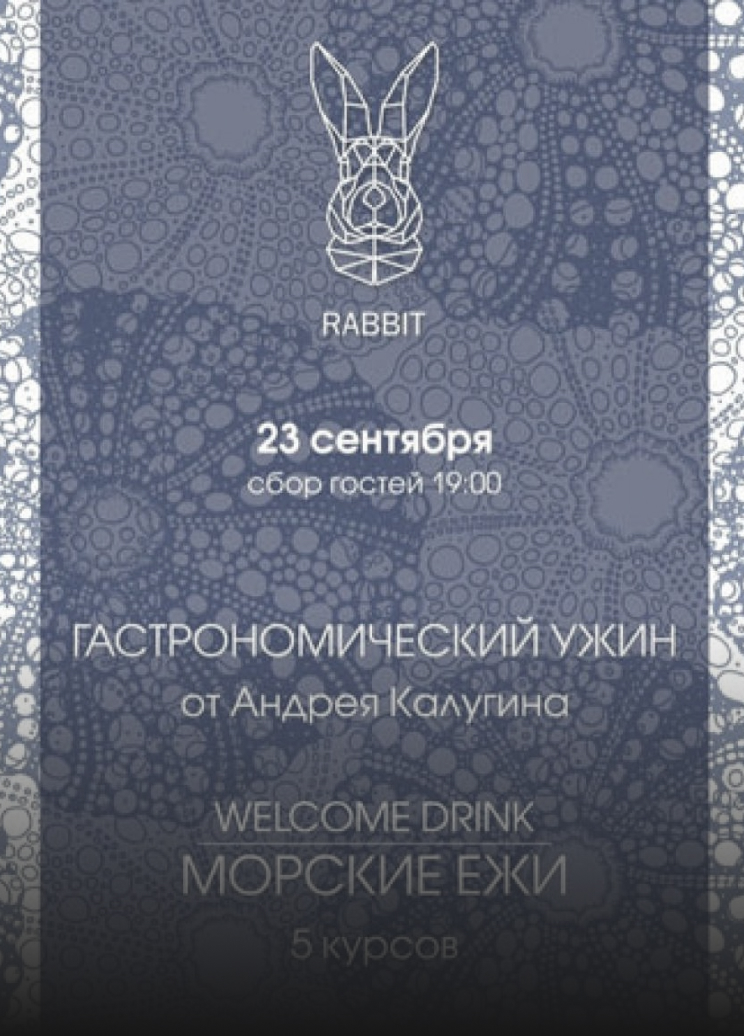 RABBIT
23 сентября
сбор гостей 19:00
ГАСТРОНОМИЧЕСКИЙ УЖИН
от Андрея Калугина
WELCOME DRINK
МОРСКИЕ ЕЖИ
5 курсов